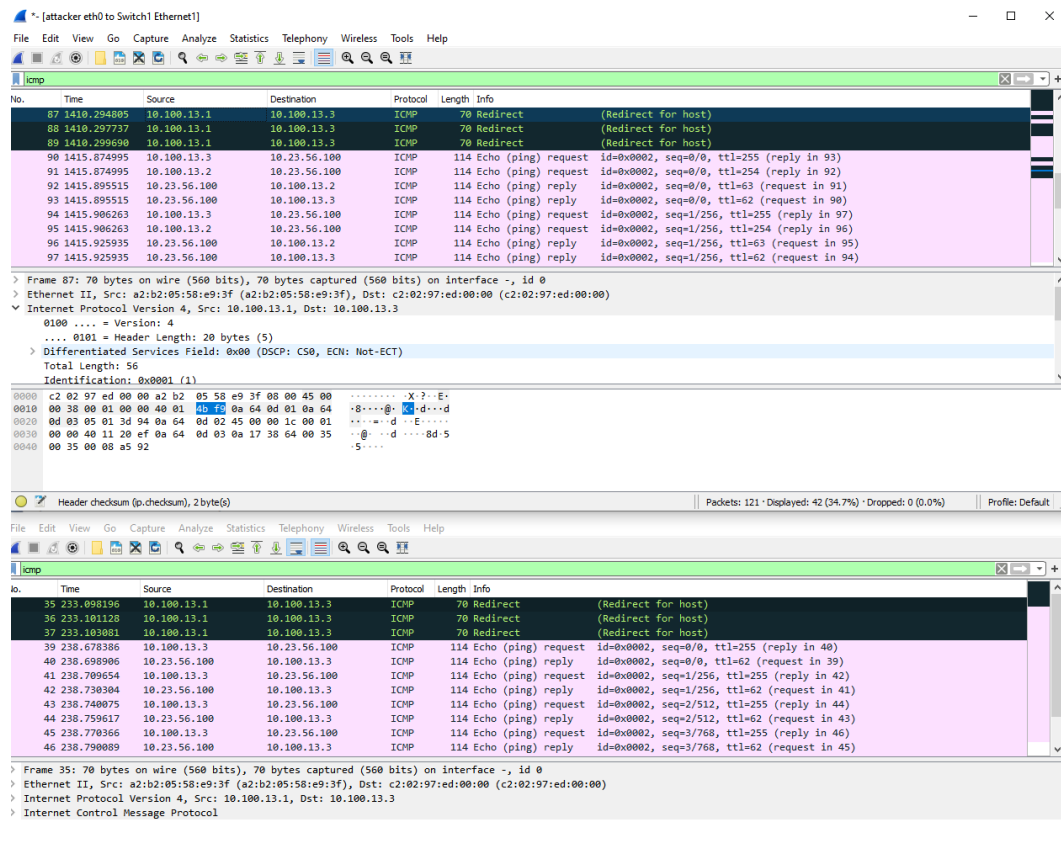 *- [attacker eth0 to Switch1 Ethernet1]
File Edit View Go Capture Analyze Statistics Telephony Wireless Tools Help
icmp
No. Time Source Destination Protocol Length Info
87 1410.294805 10.100.13.1 10.100.13.3 ICMP 70 Redirect (Redirect for host)
88 1410.297737 10.100.13.1 10.100.13.3 ICMP 70 Redirect (Redirect for host)
89 1410.299690 10.100.13.1 10.100.13.3 ICMP 70 Redirect (Redirect for host)
90 1415.874995 10.100.13.3 10.23.56.100 ICMP 114 Echo (ping) request id=0x0002, seq=0/0, ttl=255 (reply in 93)
91 1415.874995 10.100.13.2 10.23.56.100 ICMP 114 Echo (ping) request id=0x0002, seq=0/0, ttl=254 (reply in 92)
92 1415.895515 10.23.56.100 10.100.13.2 ICMP 114 Echo (ping) reply id=0x0002, seq=0/0, ttl=63 (request in 91)
93 1415.895515 10.23.56.100 10.100.13.3 ICMP 114 Echo (ping) reply id=0x0002, seq=0/0, ttl=62 (request in 90)
94 1415.906263 10.100.13.3 10.23.56.100 ICMP 114 Echo (ping) request id=0x0002, seq=1/256, ttl=255 (reply in 97)
95 1415.906263 10.100.13.2 10.23.56.100 ICMP 114 Echo (ping) request id=0x0002, seq=1/256, ttl=254 (reply in 96)
96 1415.925935 10.23.56.100 10.100.13.2 ICMP 114 Echo (ping) reply id=0x0002, seq=1/256, ttl=63 (request in 95)
97 1415.925935 10.23.56.100 10.100.13.3 ICMP 114 Echo (ping) reply id=0x0002, seq=1/256, ttl=62 (request in 94)
Frame 87: 70 bytes on wire (560 bits), 70 bytes captured (560 bits) on interface -, id 0
Ethernet II, Src: a2:b2:05:58:e9:3f (a2:b2:05:58:e9:3f), Dst: c2:02:97:ed:00:00 (c2:02:97:ed:00:00)
Internet Protocol Version 4, Src: 10.100.13.1, Dst: 10.100.13.3
0100 .... = Version: 4
.... 0101 = Header Length: 20 bytes (5)
Differentiated Services Field: 0x00 (DSCP: CS0, ECN: Not-ECT)
Total Length: 56
Identification: 0x0001 (1)
0000 c2 02 97 ed 00 00 a2 b2 05 58 e9 3f 08 00 45 00 ········ ·X·?··E·
0010 00 38 00 01 00 00 40 01 4b f9 0a 64 0d 01 0a 64 ·8····@· K··d···d
0020 0d 03 05 01 3d 94 0a 64 0d 02 45 00 00 1c 00 01 ····=··d ··E·····
0030 00 00 40 11 20 ef 0a 64 0d 03 0a 17 38 64 00 35 ··@· ··d ····8d·5
0040 00 35 00 08 a5 92 ·5····
Header checksum (ip.checksum), 2 byte(s)
Packets: 121 · Displayed: 42 (34.7%) · Dropped: 0 (0.0%)
Profile: Default
File Edit View Go Capture Analyze Statistics Telephony Wireless Tools Help
icmp
No. Time Source Destination Protocol Length Info
35 233.098196 10.100.13.1 10.100.13.3 ICMP 70 Redirect (Redirect for host)
36 233.101128 10.100.13.1 10.100.13.3 ICMP 70 Redirect (Redirect for host)
37 233.103081 10.100.13.1 10.100.13.3 ICMP 70 Redirect (Redirect for host)
39 238.678386 10.100.13.3 10.23.56.100 ICMP 114 Echo (ping) request id=0x0002, seq=0/0, ttl=255 (reply in 40)
40 238.698906 10.23.56.100 10.100.13.3 ICMP 114 Echo (ping) reply id=0x0002, seq=0/0, ttl=62 (request in 39)
41 238.709654 10.100.13.3 10.23.56.100 ICMP 114 Echo (ping) request id=0x0002, seq=1/256, ttl=255 (reply in 42)
42 238.730304 10.23.56.100 10.100.13.3 ICMP 114 Echo (ping) reply id=0x0002, seq=1/256, ttl=62 (request in 41)
43 238.740075 10.100.13.3 10.23.56.100 ICMP 114 Echo (ping) request id=0x0002, seq=2/512, ttl=255 (reply in 44)
44 238.759617 10.23.56.100 10.100.13.3 ICMP 114 Echo (ping) reply id=0x0002, seq=2/512, ttl=62 (request in 43)
45 238.770366 10.100.13.3 10.23.56.100 ICMP 114 Echo (ping) request id=0x0002, seq=3/768, ttl=255 (reply in 46)
46 238.790089 10.23.56.100 10.100.13.3 ICMP 114 Echo (ping) reply id=0x0002, seq=3/768, ttl=62 (request in 45)
Frame 35: 70 bytes on wire (560 bits), 70 bytes captured (560 bits) on interface -, id 0
Ethernet II, Src: a2:b2:05:58:e9:3f (a2:b2:05:58:e9:3f), Dst: c2:02:97:ed:00:00 (c2:02:97:ed:00:00)
Internet Protocol Version 4, Src: 10.100.13.1, Dst: 10.100.13.3
Internet Control Message Protocol